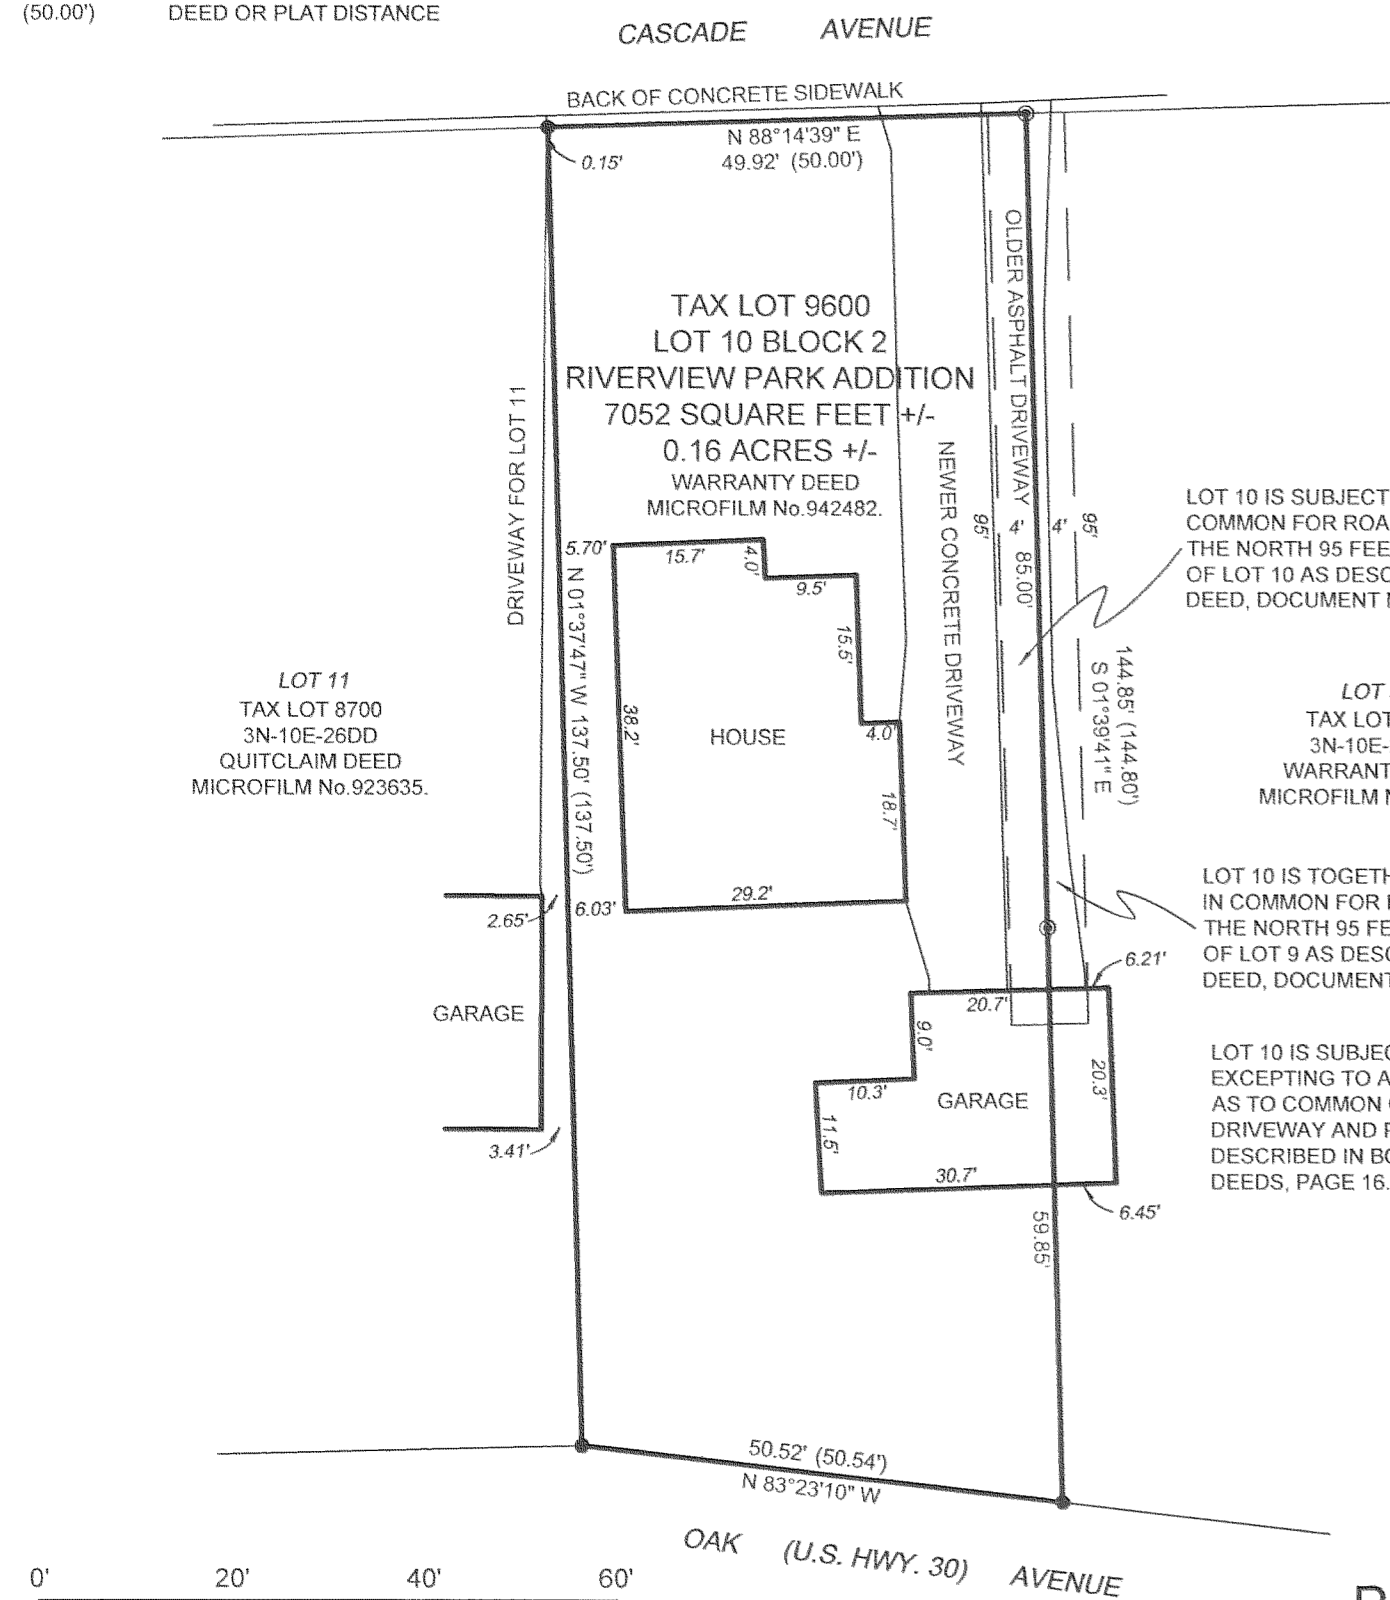 (50.00') DEED OR PLAT DISTANCE
CASCADE AVENUE
BACK OF CONCRETE SIDEWALK
N 88°14'39" E
49.92' (50.00')
0.15'
TAX LOT 9600
LOT 10 BLOCK 2
RIVERVIEW PARK ADDITION
7052 SQUARE FEET +/-
0.16 ACRES +/-
WARRANTY DEED
MICROFILM No.942482.
DRIVEWAY FOR LOT 11
OLDER ASPHALT DRIVEWAY
NEWER CONCRETE DRIVEWAY
95'
4'
4'
95'
85.00'
LOT 10 IS SUBJECT
COMMON FOR ROA
THE NORTH 95 FEE
OF LOT 10 AS DESC
DEED, DOCUMENT
5.70'
15.7'
4.0'
9.5'
15.5'
N 01°37'47" W 137.50' (137.50')
38.2'
HOUSE
4.0'
18.7'
29.2'
6.03'
144.85' (144.80')
S 01°39'41" E
LOT 11
TAX LOT 8700
3N-10E-26DD
QUITCLAIM DEED
MICROFILM No.923635.
LOT
TAX LOT
3N-10E-
WARRANT
MICROFILM
LOT 10 IS TOGETH
IN COMMON FOR
THE NORTH 95 FE
OF LOT 9 AS DESC
DEED, DOCUMENT
2.65'
GARAGE
3.41'
6.21'
20.7'
9.0'
10.3'
GARAGE
20.3'
11.5'
30.7'
6.45'
59.85'
LOT 10 IS SUBJEC
EXCEPTING TO A
AS TO COMMON
DRIVEWAY AND
DESCRIBED IN BO
DEEDS, PAGE 16.
50.52' (50.54')
N 83°23'10" W
OAK (U.S. HWY. 30) AVENUE
0' 20' 40' 60'